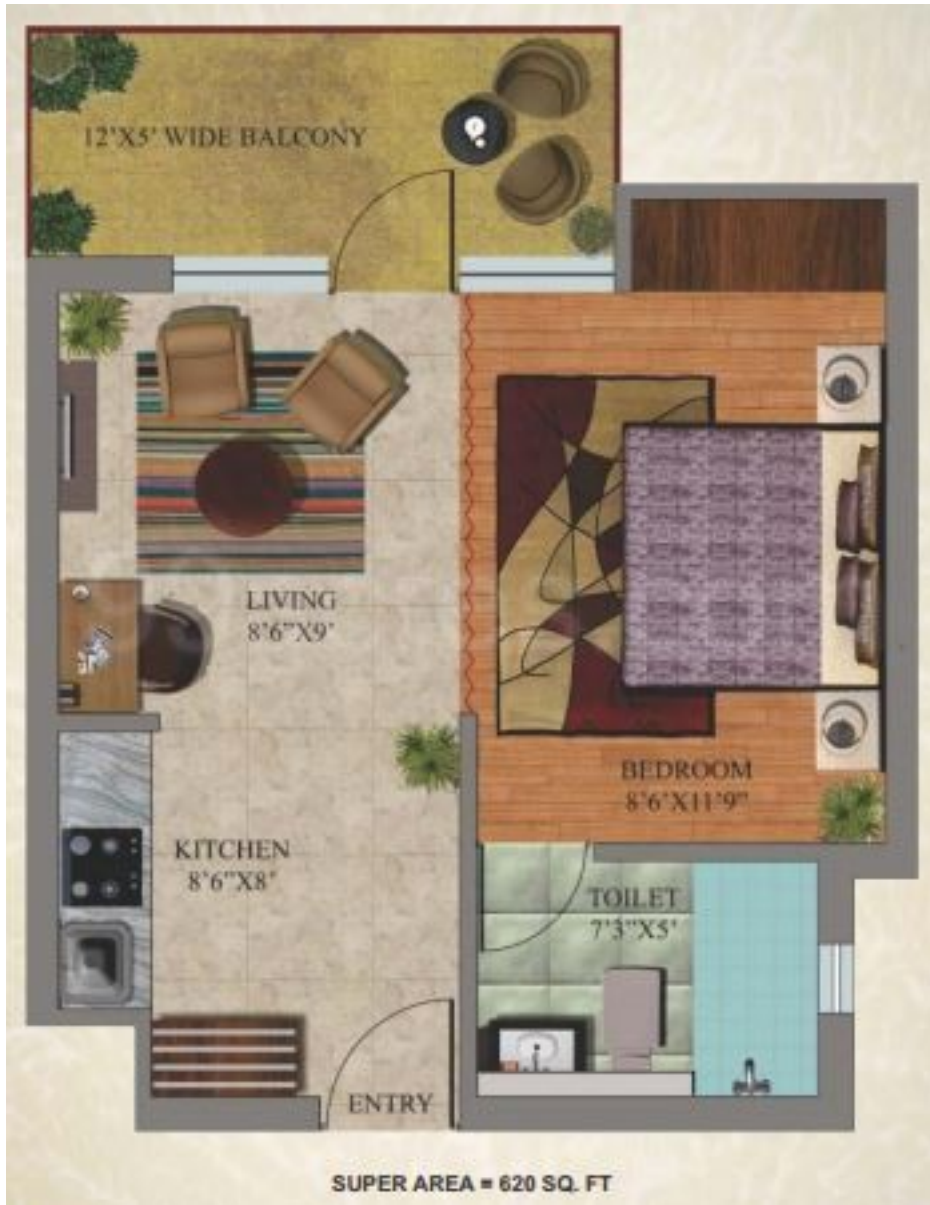 12'X5' WIDE BALCONY
LIVING
8'6"X9'
BEDROOM
8'6'X11'9"
KITCHEN
8'6"X8'
TOILET
7'3"X5'
ENTRY
SUPER AREA = 620 SQ. FT